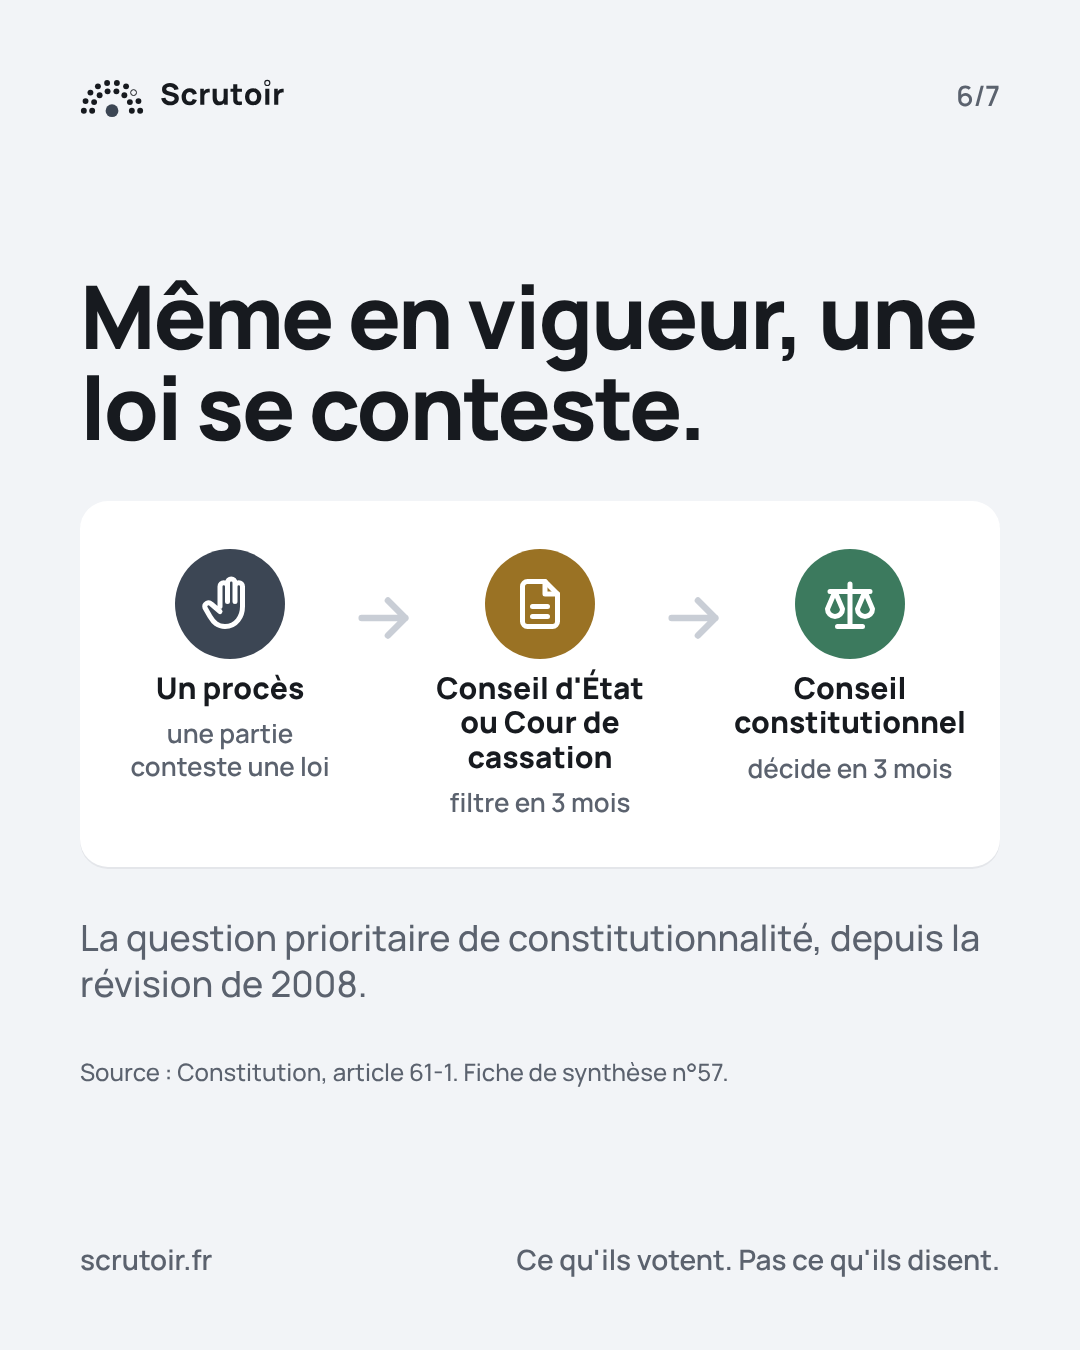 Scrutoir
6/7
Même en vigueur, une
loi se conteste.
Un procès
une partie
conteste une loi
Conseil d'État
ou Cour de
cassation
filtre en 3 mois
Conseil
constitutionnel
décide en 3 mois
La question prioritaire de constitutionnalité, depuis la
révision de 2008.
Source : Constitution, article 61-1. Fiche de synthèse n°57.
scrutoir.fr
Ce qu'ils votent. Pas ce qu'ils disent.